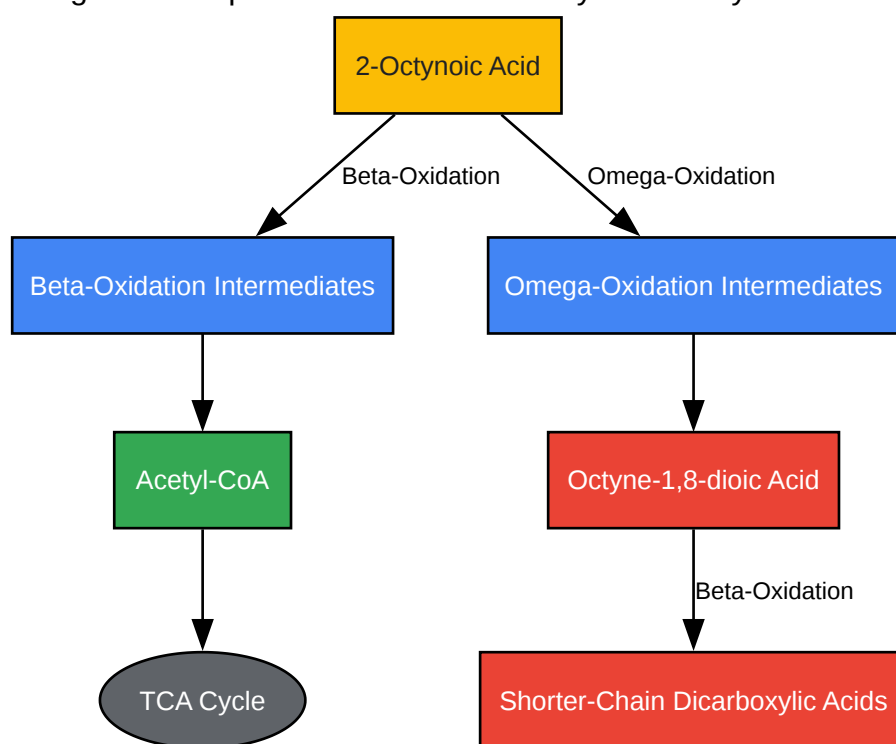 2-Octynoic Acid
Beta-Oxidation
Omega-Oxidation
Beta-Oxidation Intermediates
Omega-Oxidation Intermediates
Acetyl-CoA
Octyne-1,8-dioic Acid
Beta-Oxidation
TCA Cycle
Shorter-Chain Dicarboxylic Acids